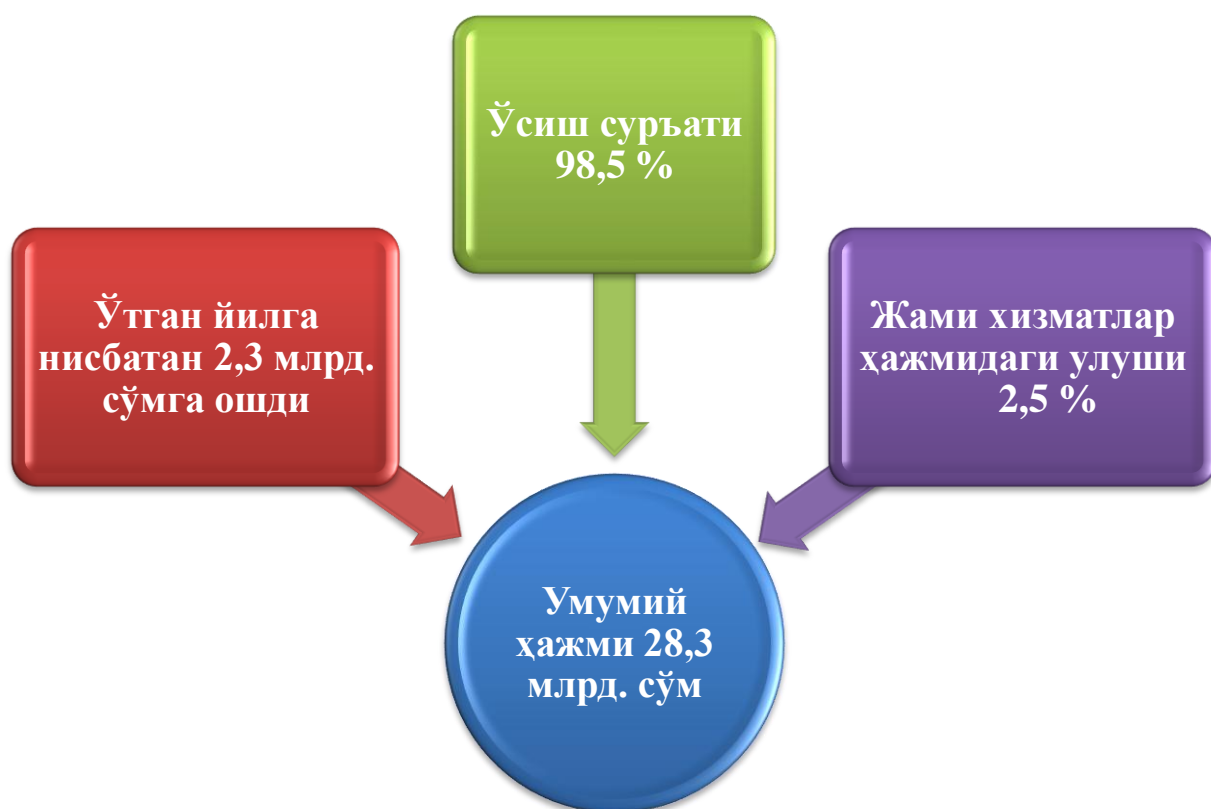 Ўсиш суръати
98,5 %
Ўтган йилга
нисбатан 2,3 млрд.
сўмга ошди
Жами хизматлар
ҳажмидаги улуши
2,5 %
Умумий
ҳажми 28,3
млрд. сўм